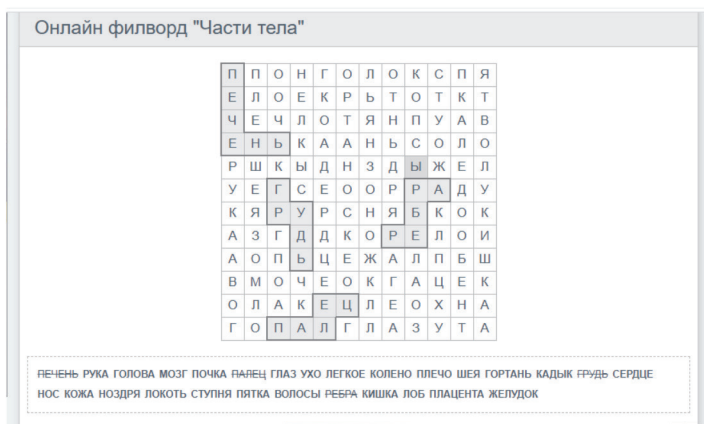 Онлайн филворд "Части тела"
П П О Н Г О Л О К С П Я
Е Л О Е К Р Ь Т О Т К Т
Ч Е Ч Л О Т Я Н П У А В
Е Н Ь К А А Н Ь С О Л О
Р Ш К Ы Д Н З Д Ы Ж Е Л
У Е Г С Е О О Р Р А Д У
К Я Р У Р С Н Я Б К О К
А З Г Д Д К О Р Е Л О И
А О П Ь Ц Е Ж А Л П Б Ш
В М О Ч Е О К Г А Ц Е К
О Л А К Е Ц Л Е О Х Н А
Г О П А Л Г Л А З У Т А
ПЕЧЕНЬ РУКА ГОЛОВА МОЗГ ПОЧКА ПАЛЕЦ ГЛАЗ УХО ЛЕГКОЕ КОЛЕНО ПЛЕЧО ШЕЯ ГОРТАНЬ КАДЫК ГРУДЬ СЕРДЦЕ
НОС КОЖА НОЗДРЯ ЛОКОТЬ СТУПНЯ ПЯТКА ВОЛОСЫ РЕБРА КИШКА ЛОБ ПЛАЦЕНТА ЖЕЛУДОК